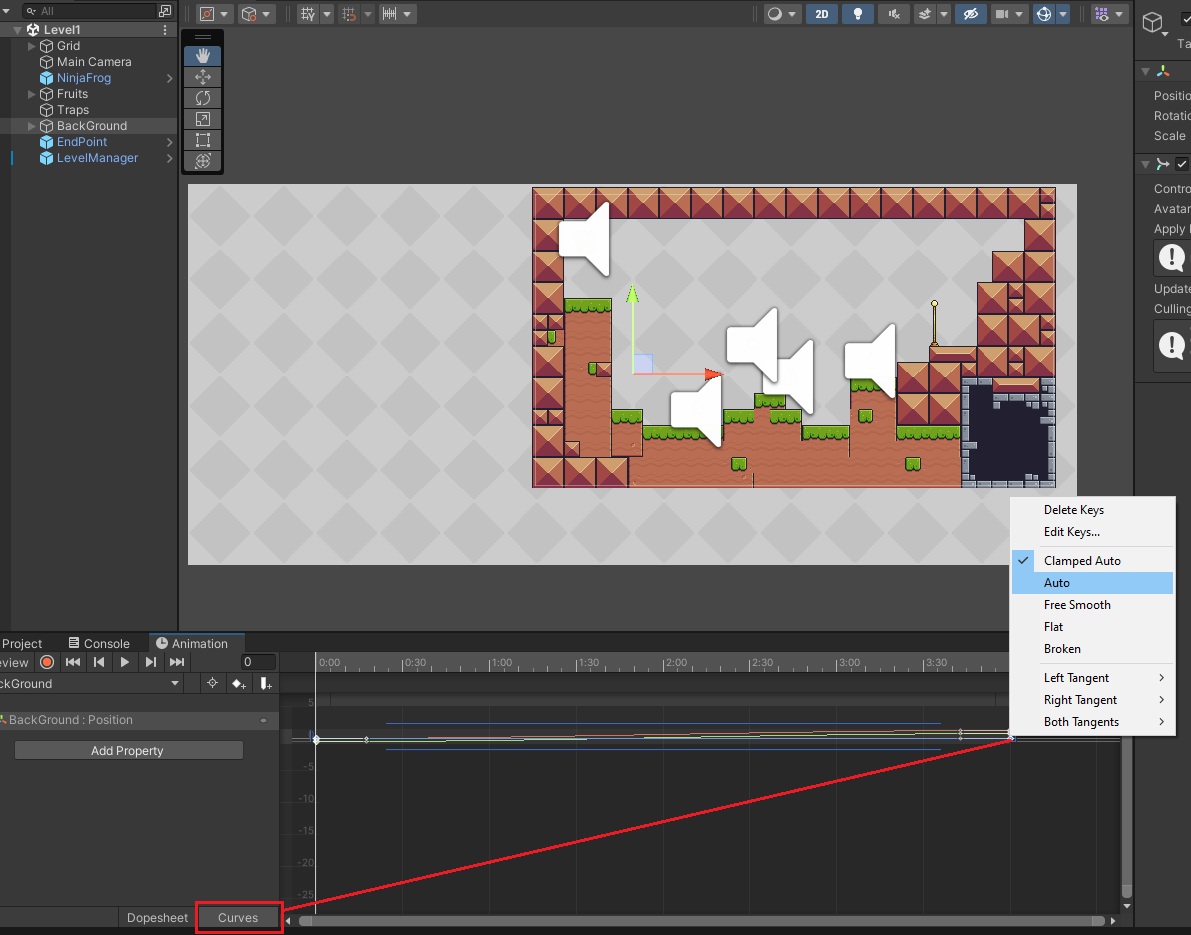 All
2D
Level1
Grid
Main Camera
NinjaFrog
Fruits
Traps
BackGround
EndPoint
LevelManager
Ta
Positio
Rotatio
Scale
Contro
Avatar
Apply
Update
Culling
Delete Keys
Edit Keys...
Clamped Auto
Auto
Free Smooth
Flat
Broken
Left Tangent
Right Tangent
Both Tangents
Project
Console
Animation
eview
0
0:00
0:30
1:00
1:30
2:00
2:30
3:00
3:30
ckGround
BackGround : Position
Add Property
5
-5
-10
-15
-20
-25
Dopesheet
Curves